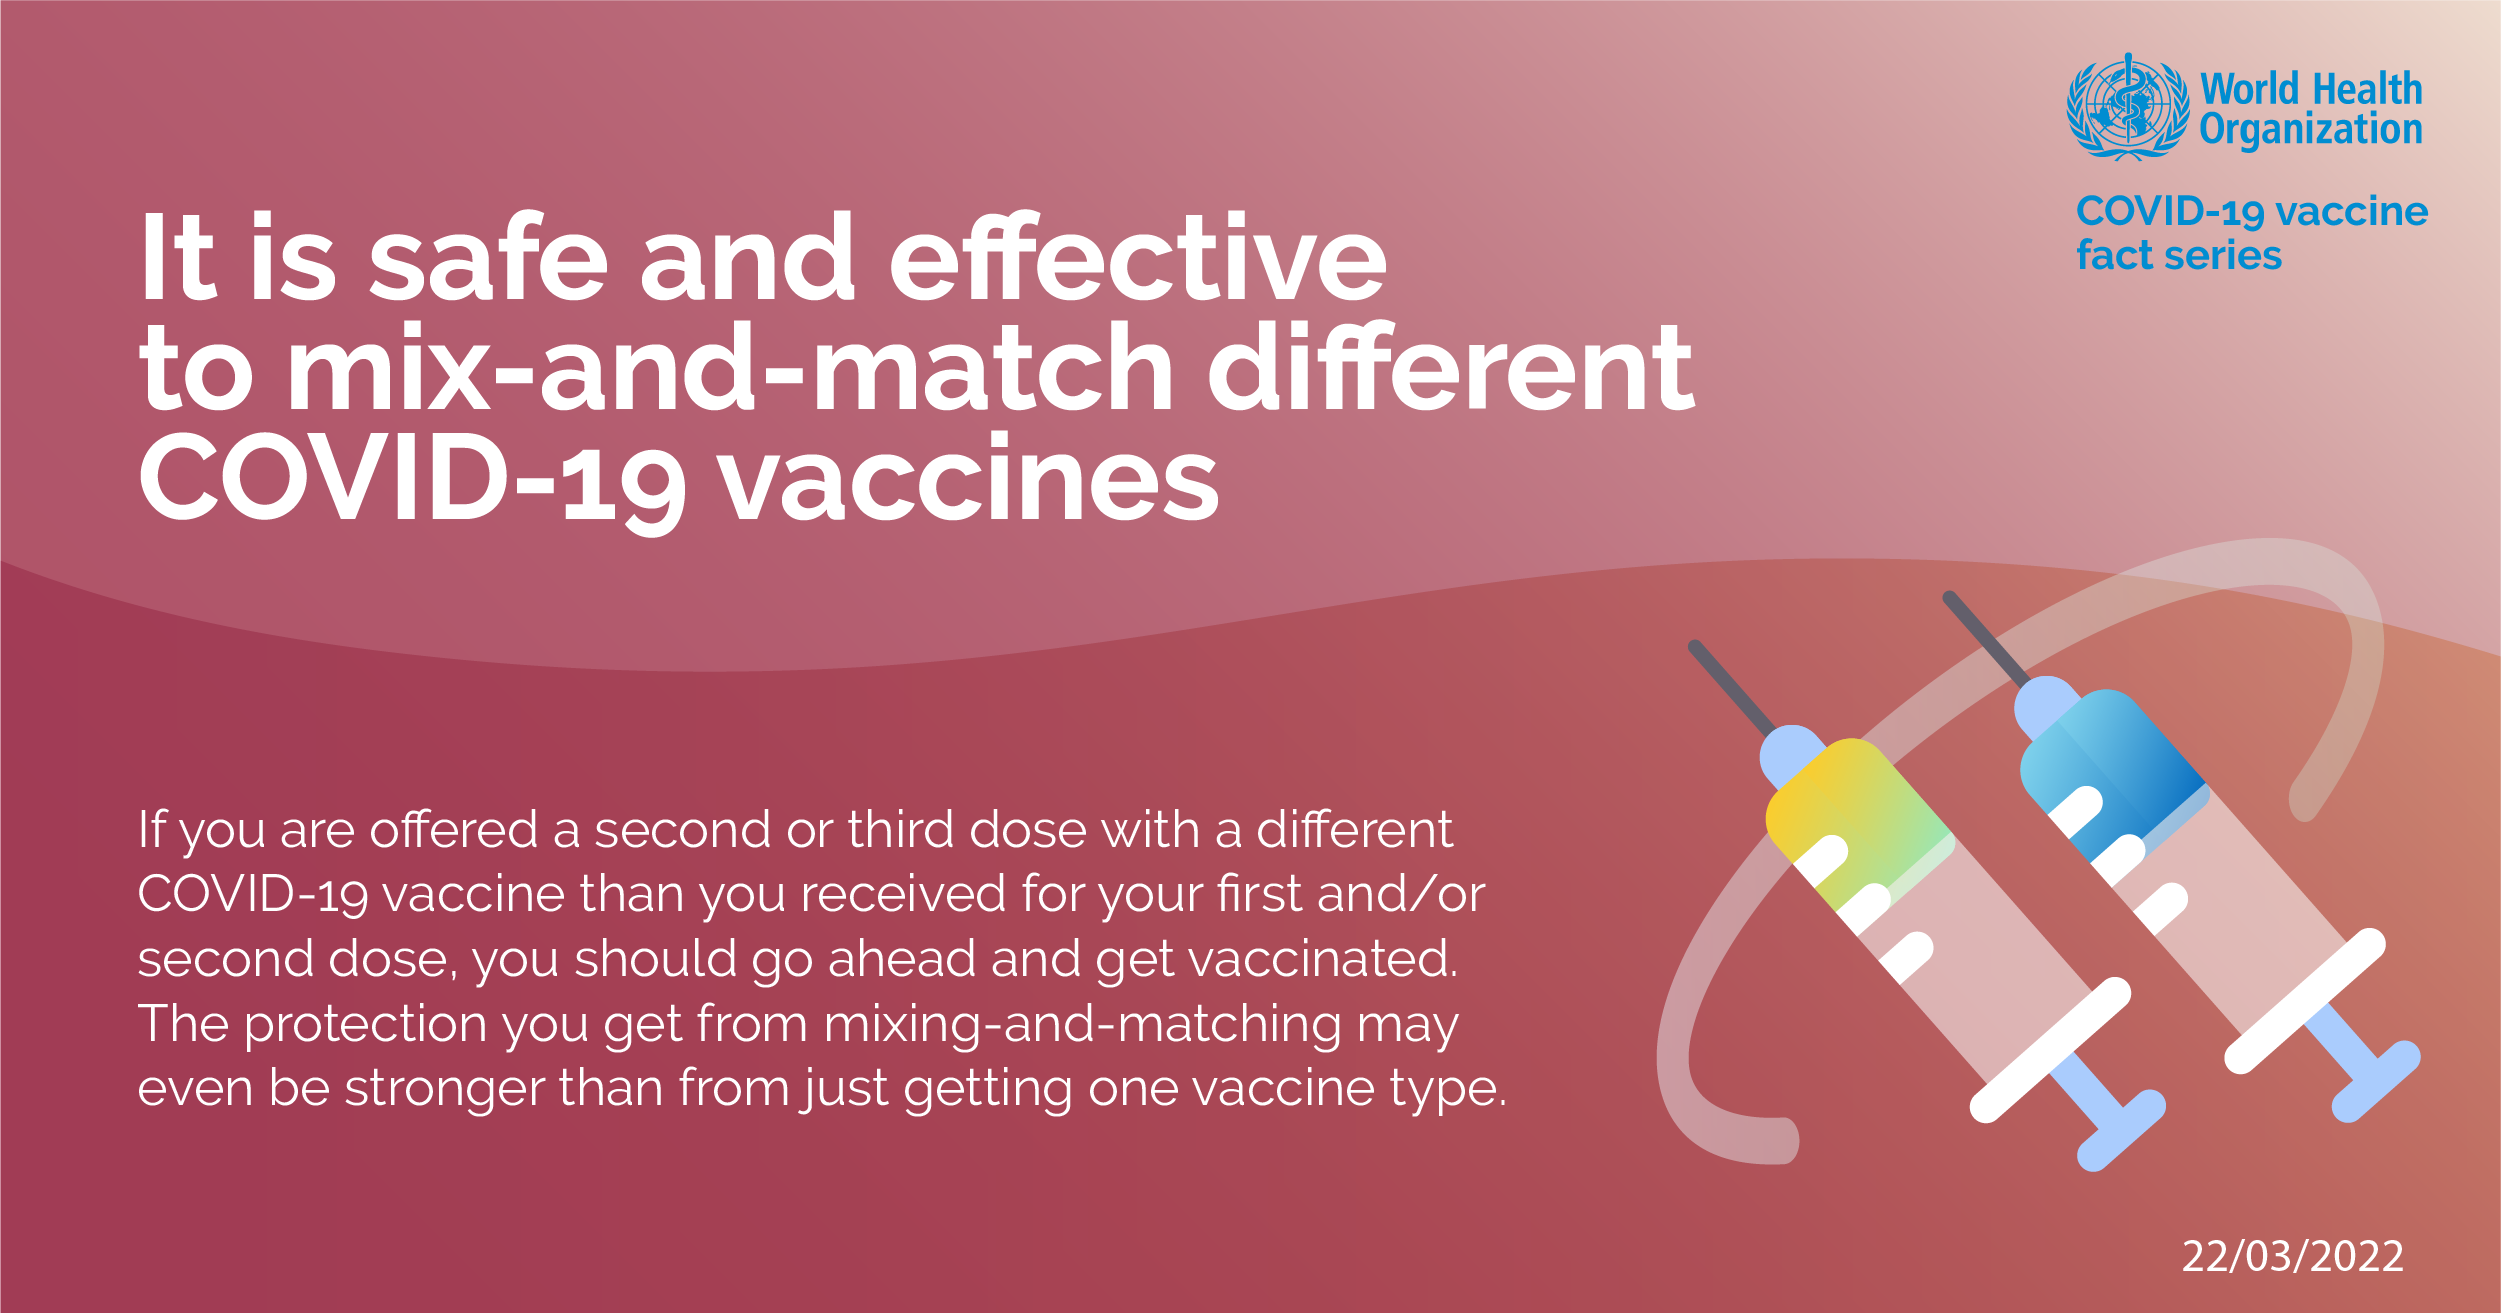 World Health
Organization
COVID-19 vaccine
fact series
It is safe and effective
to mix-and-match different
COVID-19 vaccines
If you are offered a second or third dose with a different
COVID-19 vaccine than you received for your first and/or
second dose, you should go ahead and get vaccinated.
The protection you get from mixing-and-matching may
even be stronger than from just getting one vaccine type.
22/03/2022